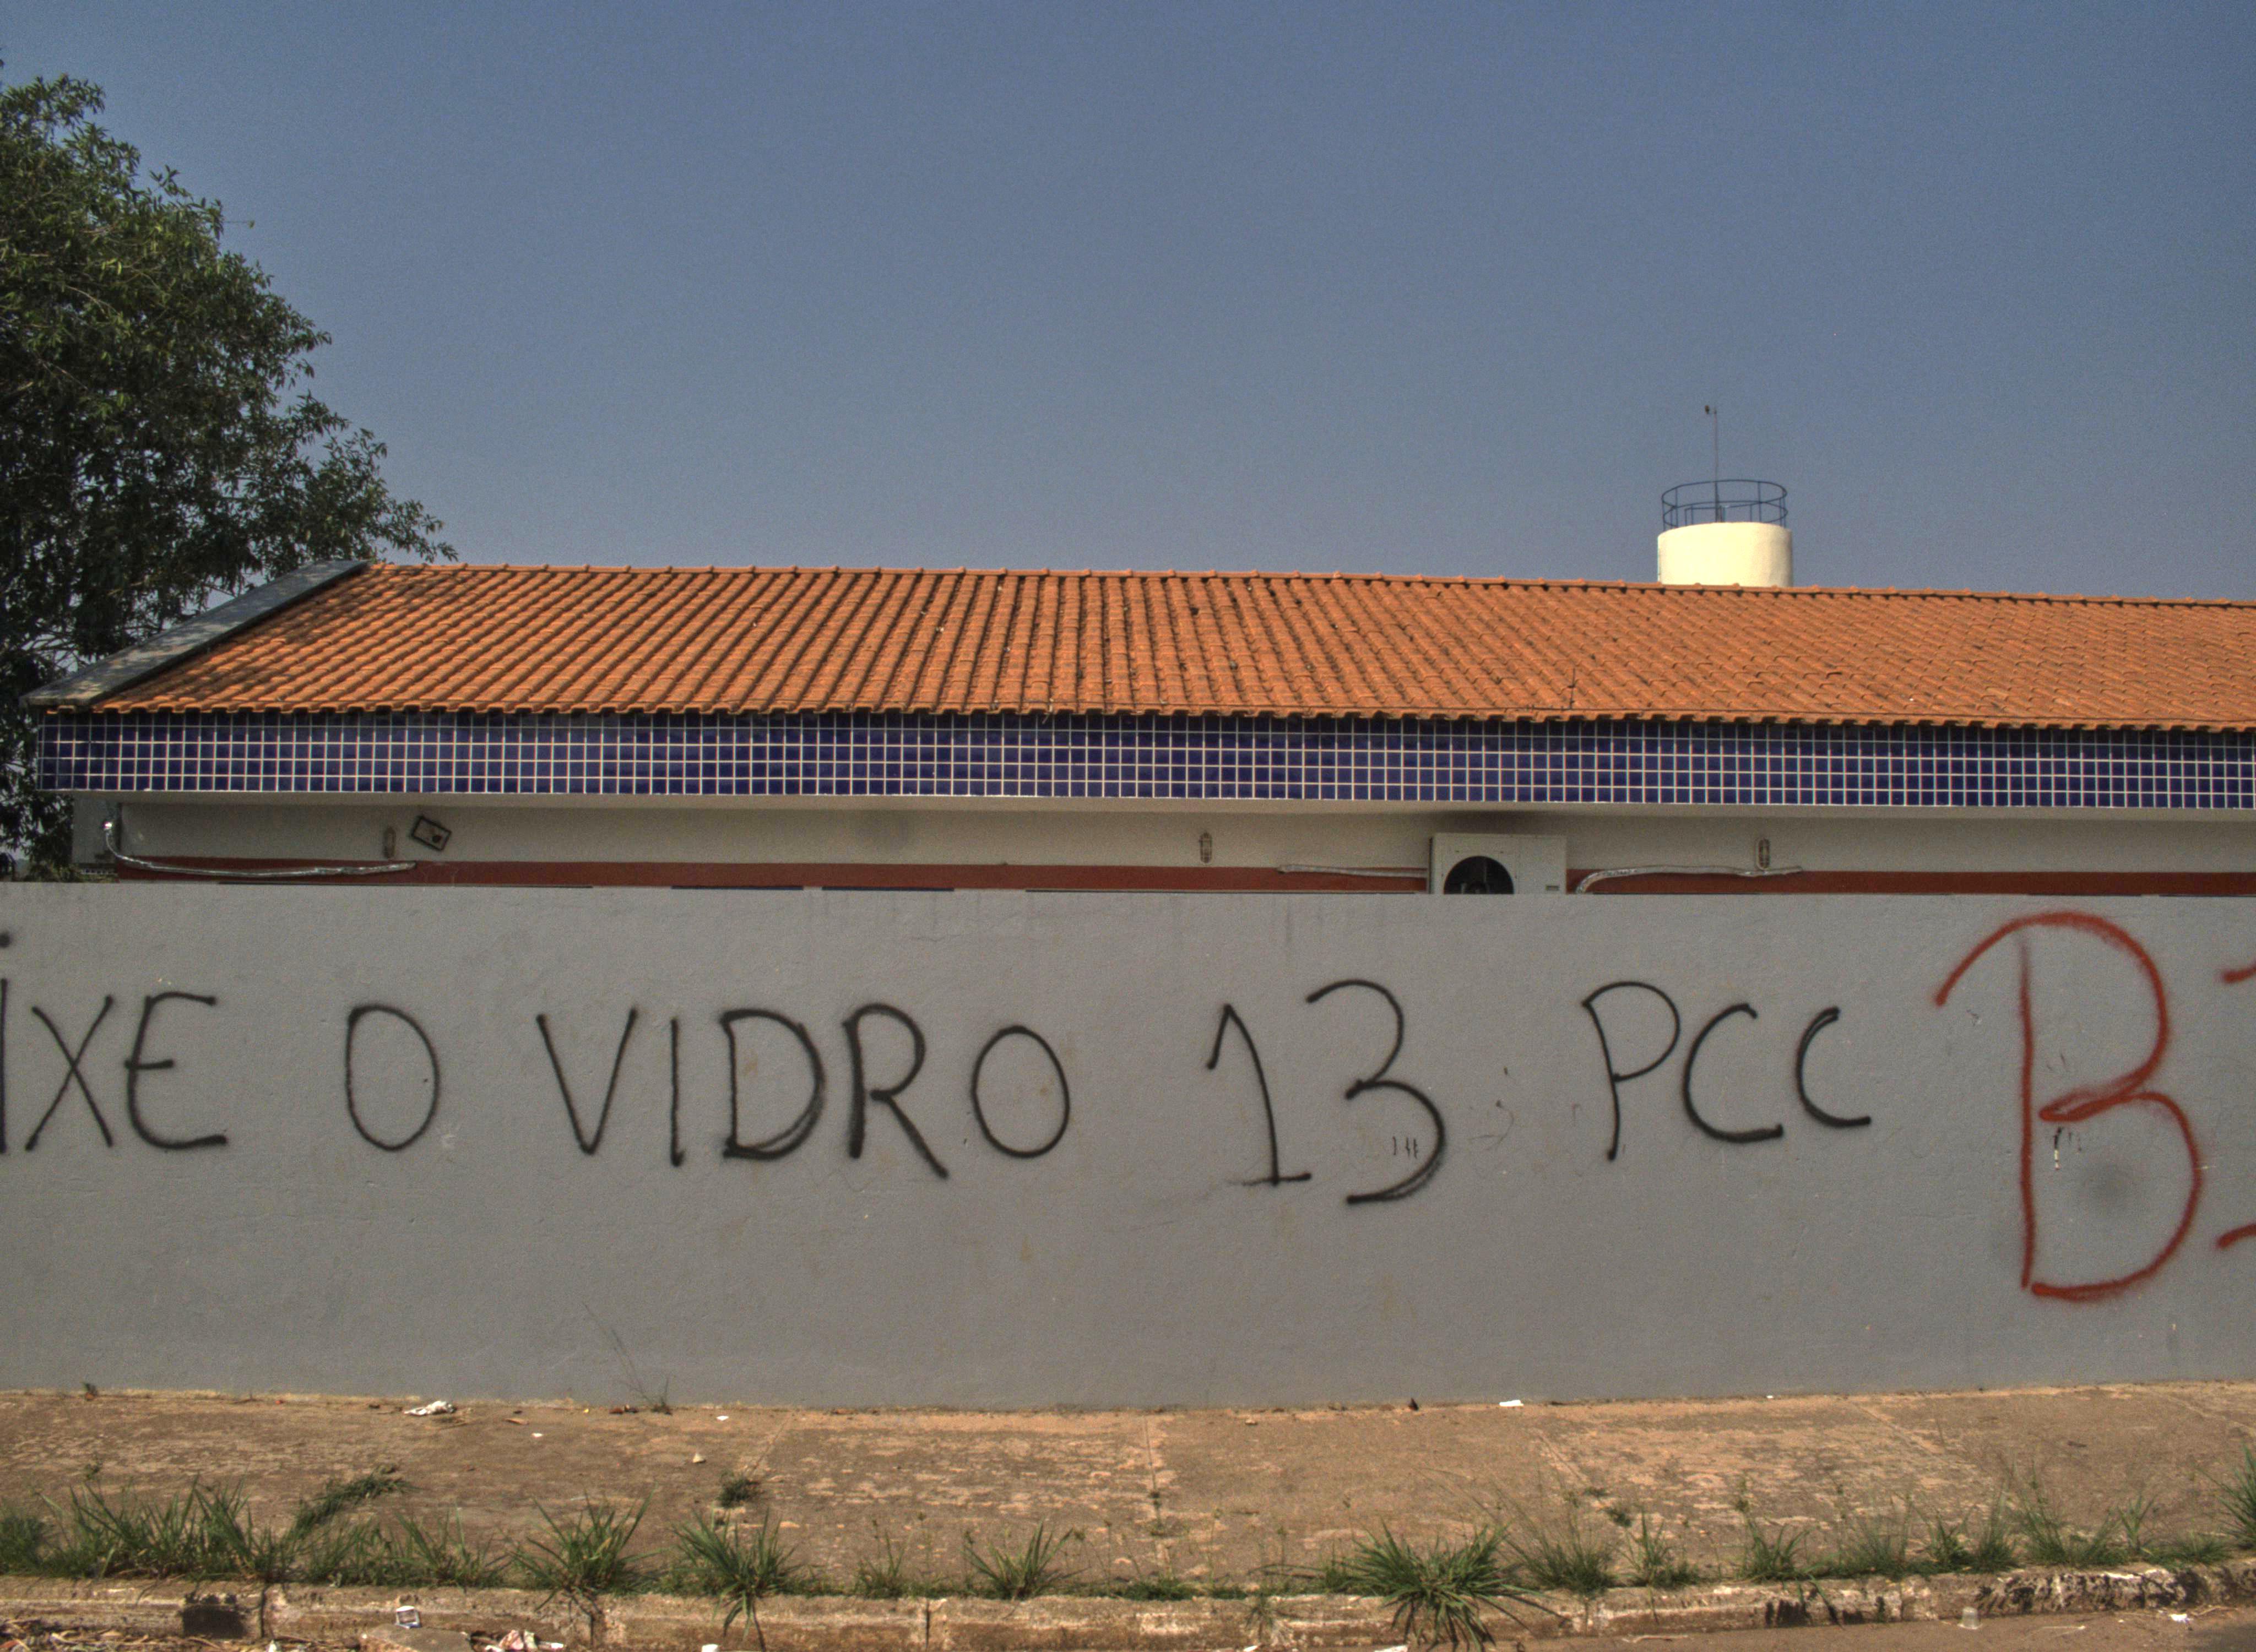 iXE O VIDRO 13 PCC B